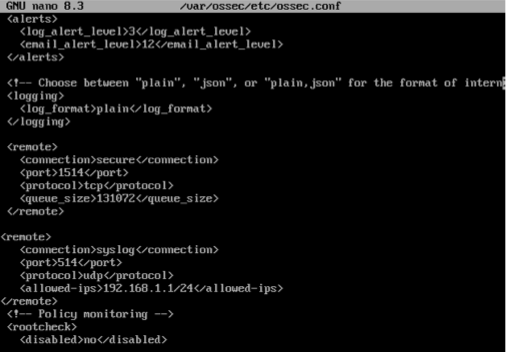 GNU nano 8.3 /var/ossec/etc/ossec.conf
<alerts>
<log_alert_level>3</log_alert_level>
<email_alert_level>12</email_alert_level>
</alerts>
<!-- Choose between "plain", "json", or "plain,json" for the format of intern
<logging>
<log_format>plain</log_format>
</logging>
<remote>
<connection>secure</connection>
<port>1514</port>
<protocol>tcp</protocol>
<queue_size>131072</queue_size>
</remote>
<remote>
<connection>syslog</connection>
<port>514</port>
<protocol>udp</protocol>
<allowed-ips>192.168.1.1/24</allowed-ips>
</remote>
<!-- Policy monitoring -->
<rootcheck>
<disabled>no</disabled>